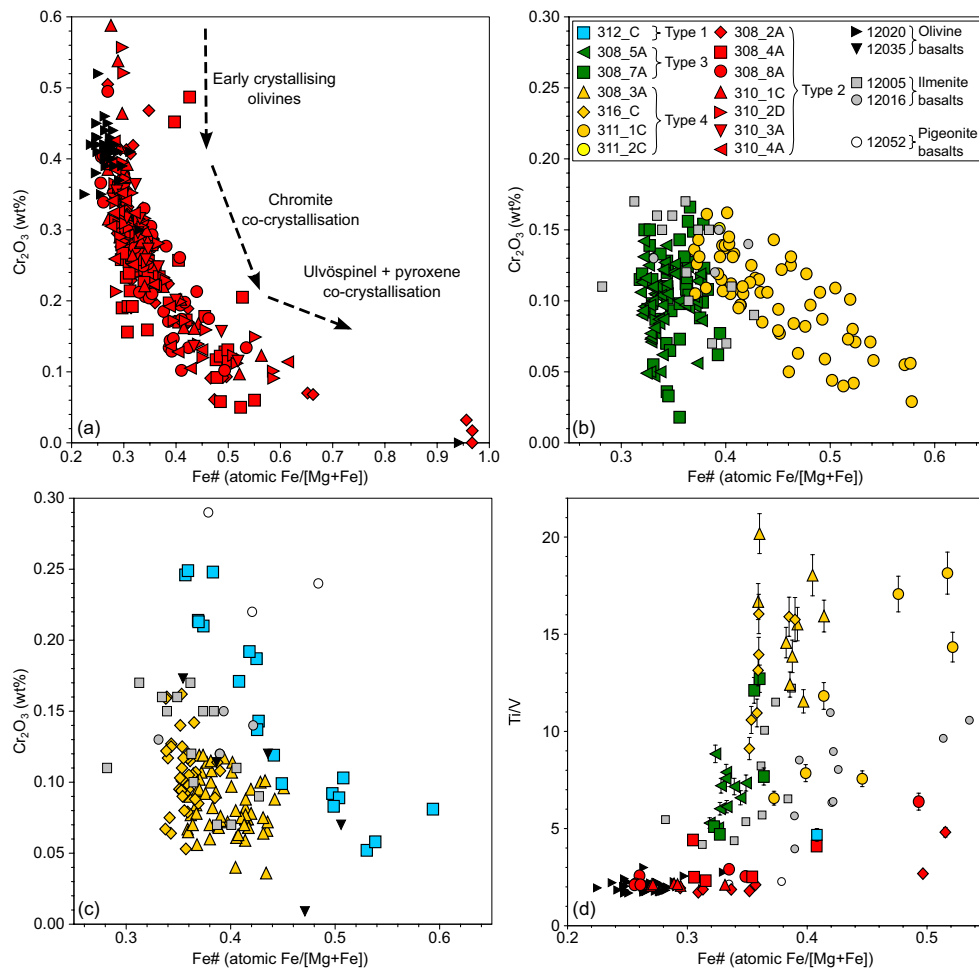 0.6
0.5
0.4
0.3
0.2
0.1
0.0
Cr2O3 (wt%)
Early crystallising
olivines
Chromite
co-crystallisation
Ulvöspinel + pyroxene
co-crystallisation
(a)
0.2 0.3 0.4 0.5 0.6 0.7 0.8 0.9 1.0
Fe# (atomic Fe/[Mg+Fe])
0.30
0.25
0.20
0.15
0.10
0.05
0.00
Cr2O3 (wt%)
312_C } Type 1
308_5A
308_7A
Type 3
308_3A
316_C
311_1C
311_2C
Type 4
308_2A
308_4A
308_8A
310_1C
310_2D
310_3A
310_4A
Type 2
12020
12035
Olivine
basalts
12005
12016
Ilmenite
basalts
12052 } Pigeonite
basalts
(b)
0.3 0.4 0.5 0.6
Fe# (atomic Fe/[Mg+Fe])
0.30
0.25
0.20
0.15
0.10
0.05
0.00
Cr2O3 (wt%)
(c)
0.3 0.4 0.5 0.6
Fe# (atomic Fe/[Mg+Fe])
20
15
10
5
0
Ti/V
(d)
0.2 0.3 0.4 0.5
Fe# (atomic Fe/[Mg+Fe])